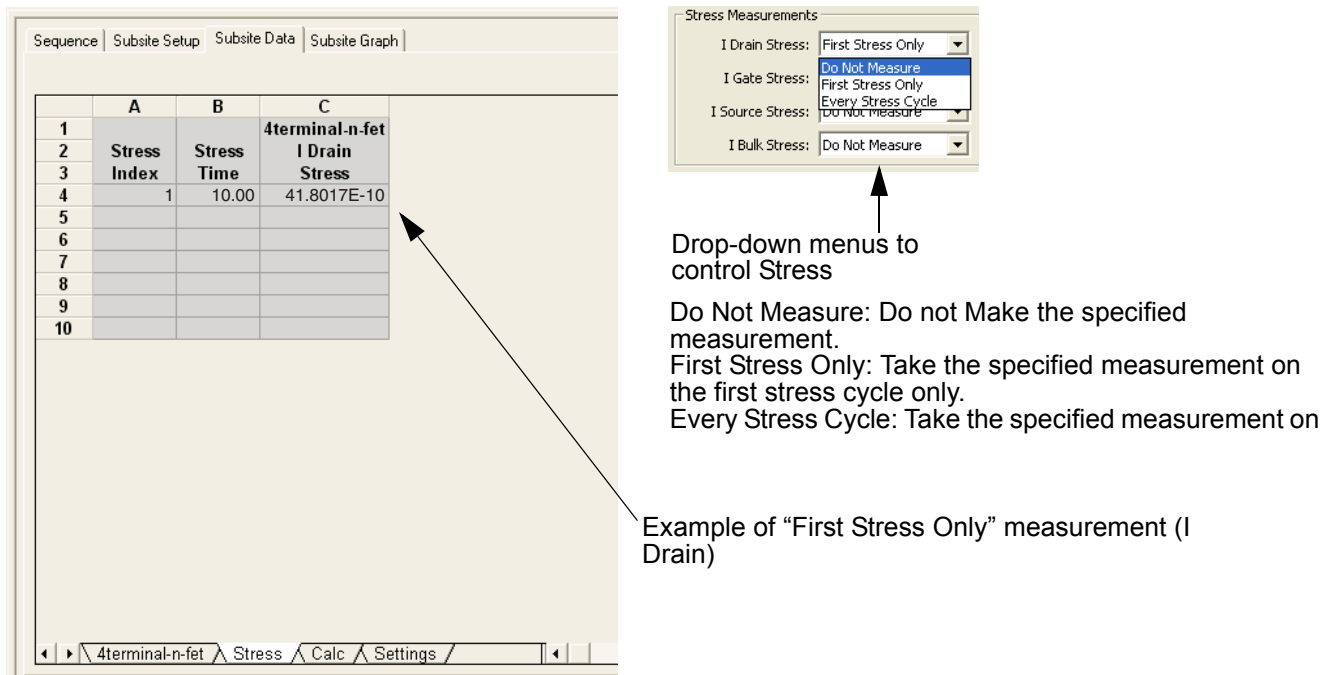 Sequence Subsite Setup Subsite Data Subsite Graph
A B C
1 4terminal-n-fet
2 Stress Stress I Drain
3 Index Time Stress
4 1 10.00 41.8017E-10
5
6
7
8
9
10
4terminal-n-fet Stress Calc Settings
Stress Measurements
I Drain Stress: First Stress Only
Do Not Measure
I Gate Stress:
First Stress Only
Every Stress Cycle
I Source Stress: Do Not Measure
I Bulk Stress: Do Not Measure
Drop-down menus to
control Stress
Do Not Measure: Do not Make the specified
measurement.
First Stress Only: Take the specified measurement on
the first stress cycle only.
Every Stress Cycle: Take the specified measurement on
Example of “First Stress Only” measurement (I
Drain)